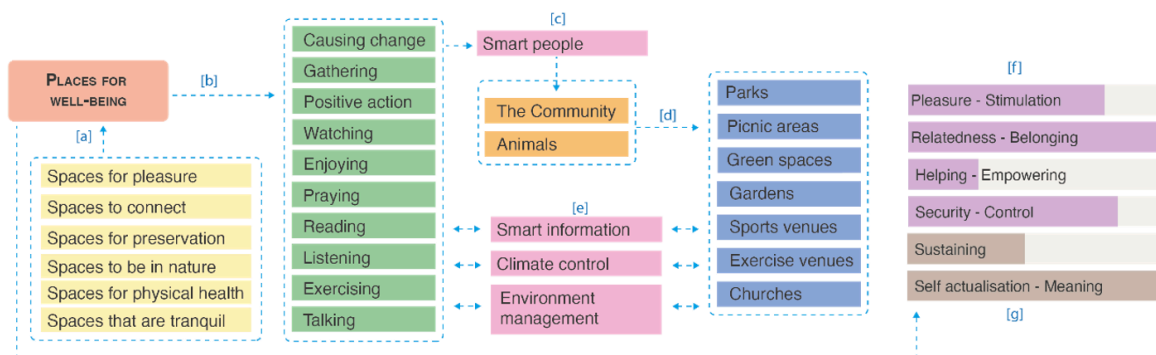 PLACES FOR
WELL-BEING
[a]
Spaces for pleasure
Spaces to connect
Spaces for preservation
Spaces to be in nature
Spaces for physical health
Spaces that are tranquil
[b]
Causing change
Gathering
Positive action
Watching
Enjoying
Praying
Reading
Listening
Exercising
Talking
[c]
Smart people
The Community
Animals
[d]
[e]
Smart information
Climate control
Environment
management
Parks
Picnic areas
Green spaces
Gardens
Sports venues
Exercise venues
Churches
[f]
Pleasure - Stimulation
Relatedness - Belonging
Helping - Empowering
Security - Control
Sustaining
Self actualisation - Meaning
[g]